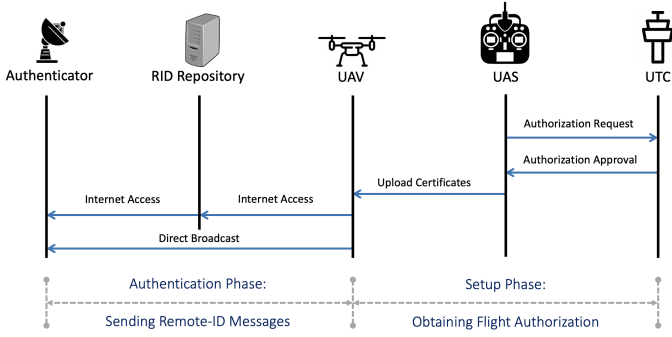 Authenticator
RID Repository
UAV
UAS
UTC
Authorization Request
Authorization Approval
Upload Certificates
Internet Access
Internet Access
Direct Broadcast
Authentication Phase:
Setup Phase:
Sending Remote-ID Messages
Obtaining Flight Authorization